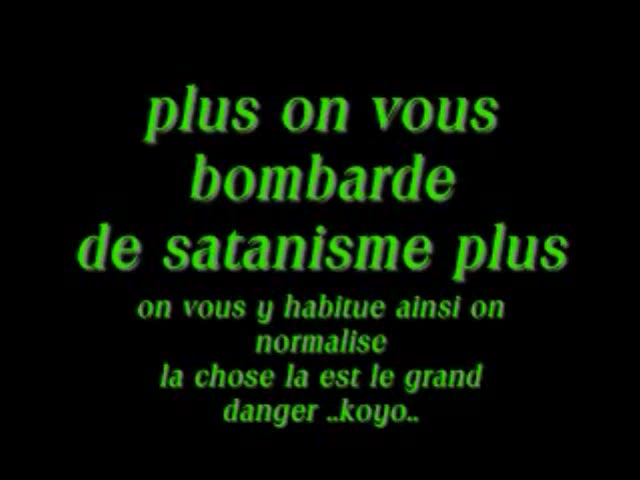 plus on vous
bombarde
de satanisme plus
on vous y habitue ainsi on
normalise
la chose la est le grand
danger ..koyo..